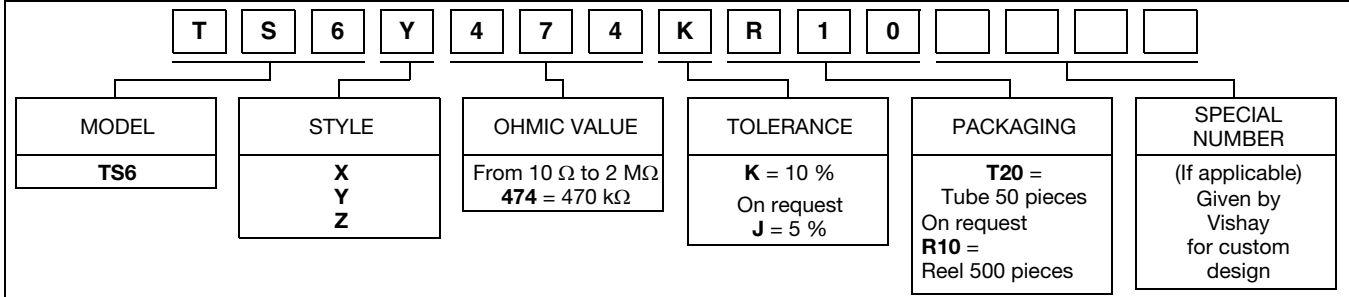 T S 6 Y 4 7 4 K R 1 0
MODEL
TS6
STYLE
X
Y
Z
OHMIC VALUE
From 10 Ω to 2 MΩ
474 = 470 kΩ
TOLERANCE
K = 10 %
On request
J = 5 %
PACKAGING
T20 =
Tube 50 pieces
On request
R10 =
Reel 500 pieces
SPECIAL
NUMBER
(If applicable)
Given by
Vishay
for custom
design